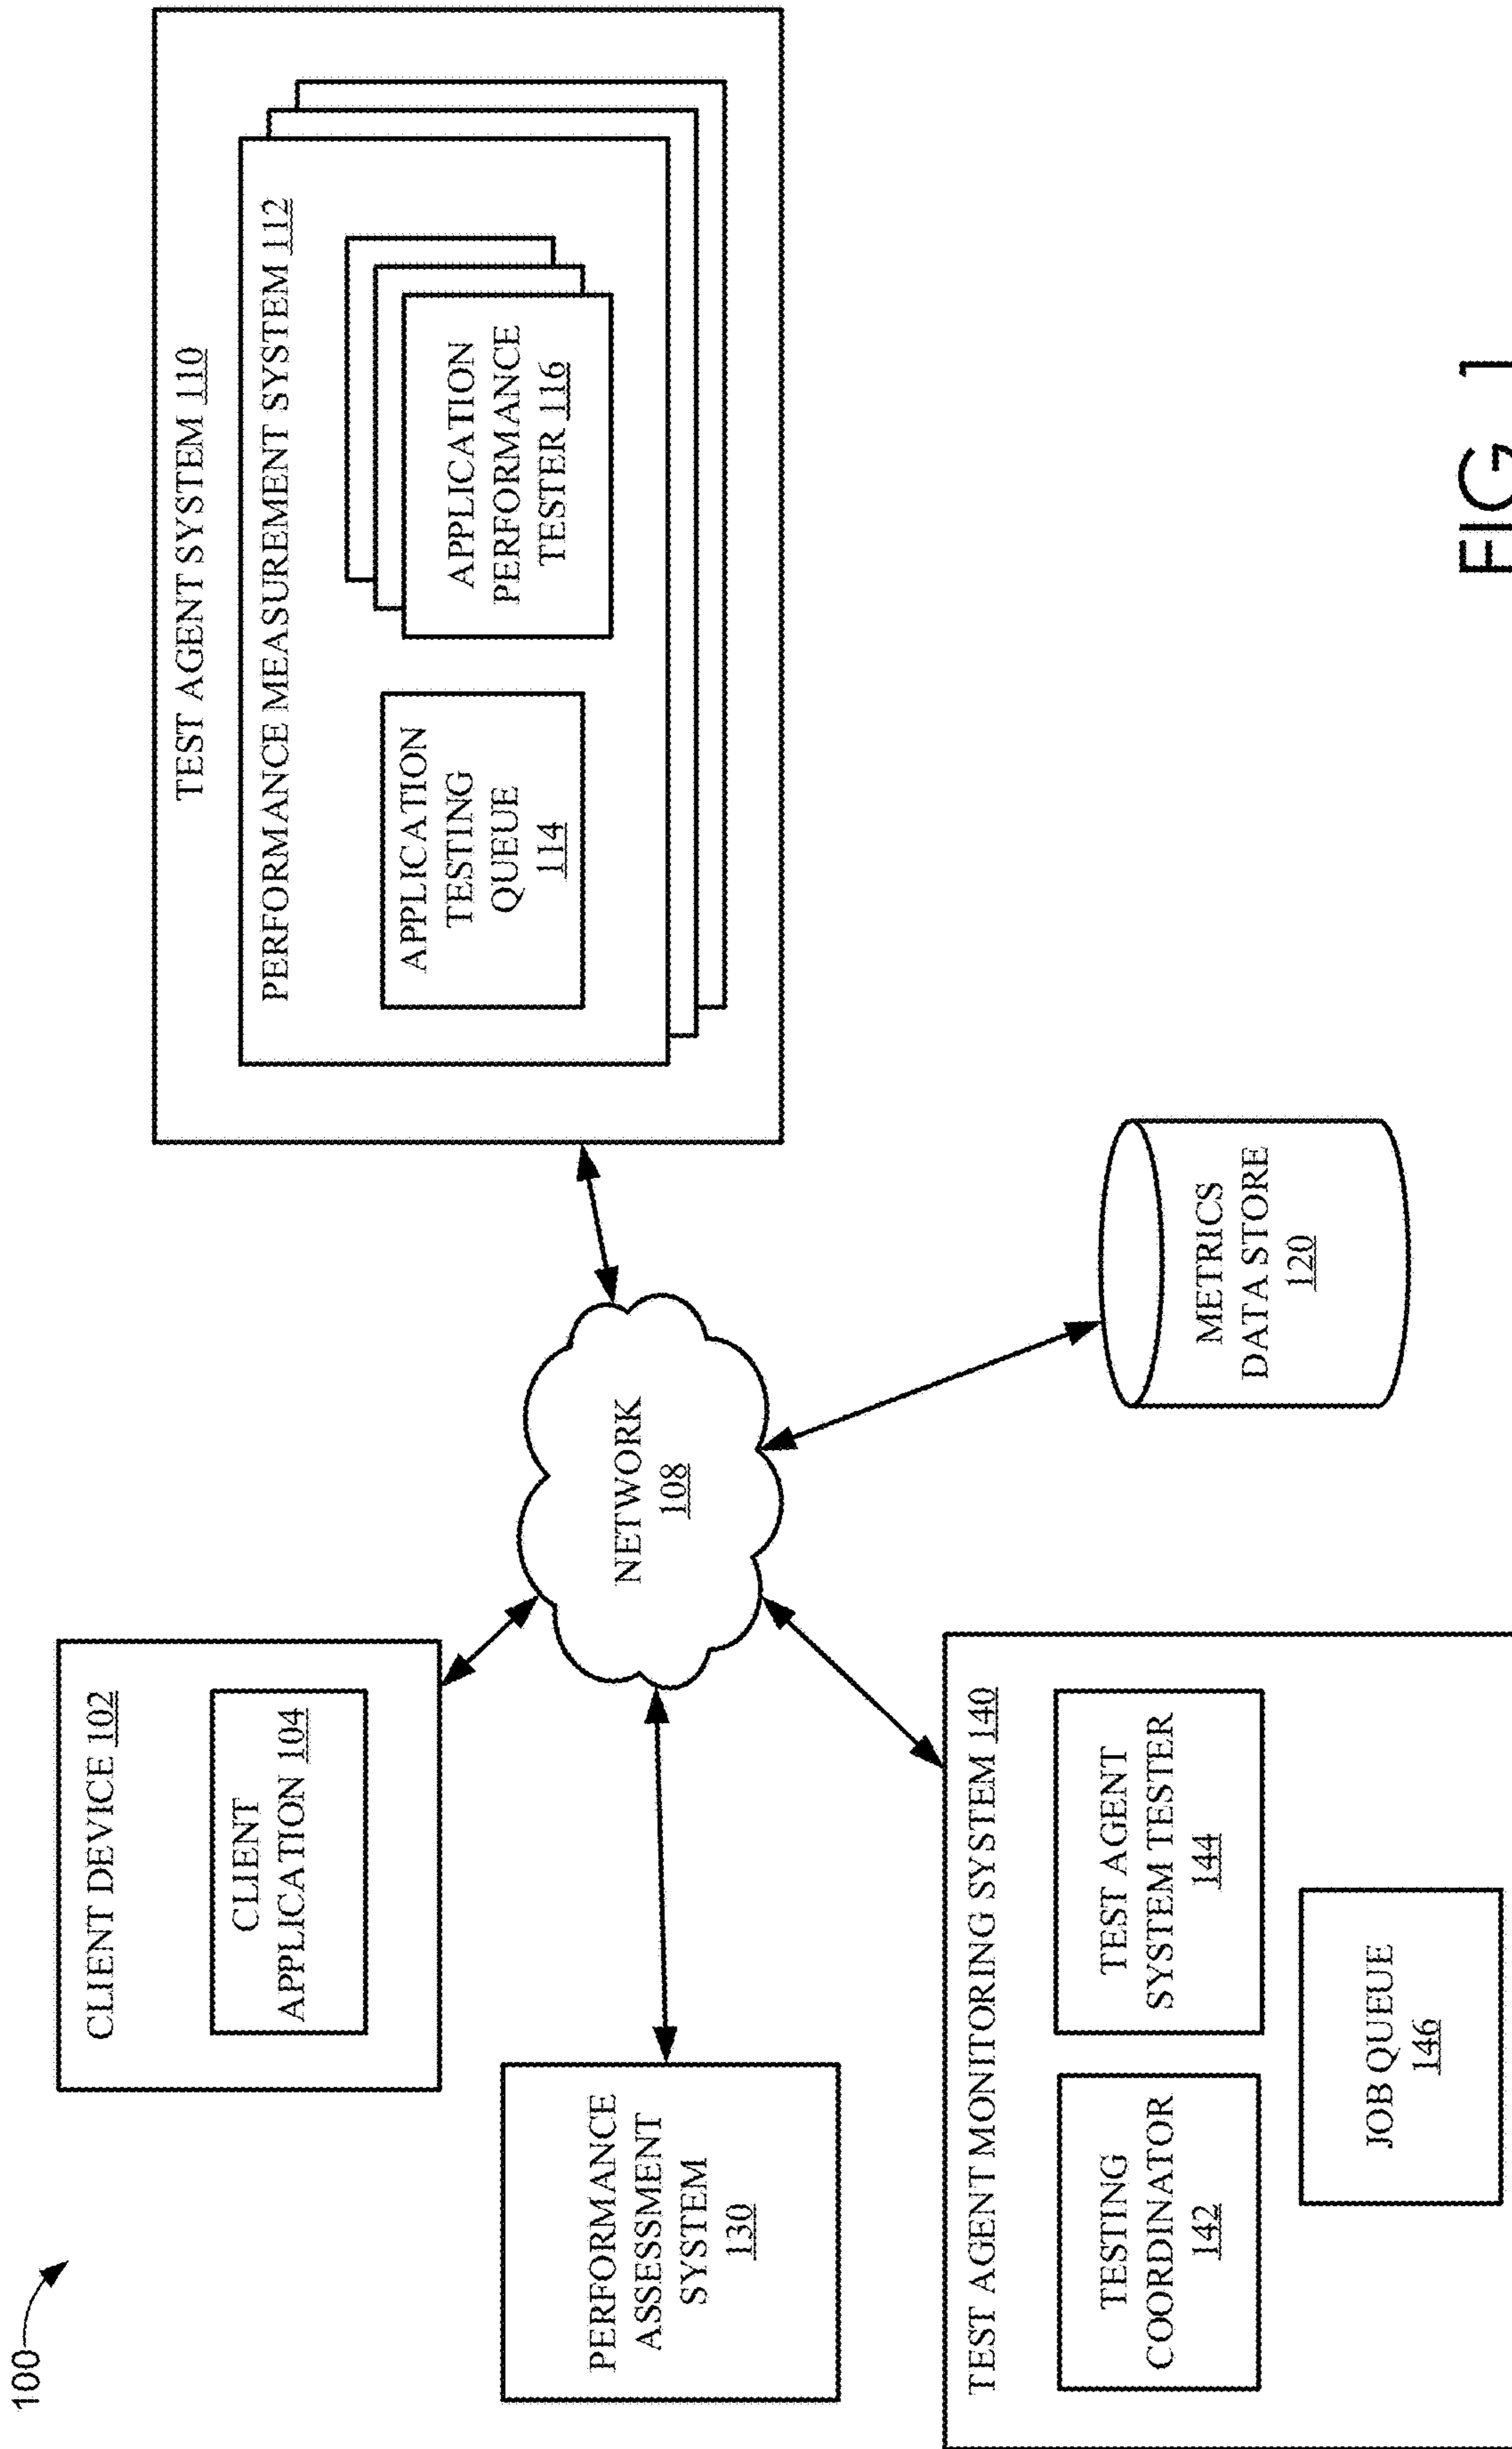 100
CLIENT DEVICE 102
CLIENT
APPLICATION 104
PERFORMANCE
ASSESSMENT
SYSTEM
130
TEST AGENT MONITORING SYSTEM 140
TESTING
COORDINATOR
142
TEST AGENT
SYSTEM TESTER
144
JOB QUEUE
146
NETWORK
108
METRICS
DATA STORE
120
TEST AGENT SYSTEM 110
PERFORMANCE MEASUREMENT SYSTEM 112
APPLICATION
TESTING
QUEUE
114
APPLICATION
PERFORMANCE
TESTER 116
FIG. 1